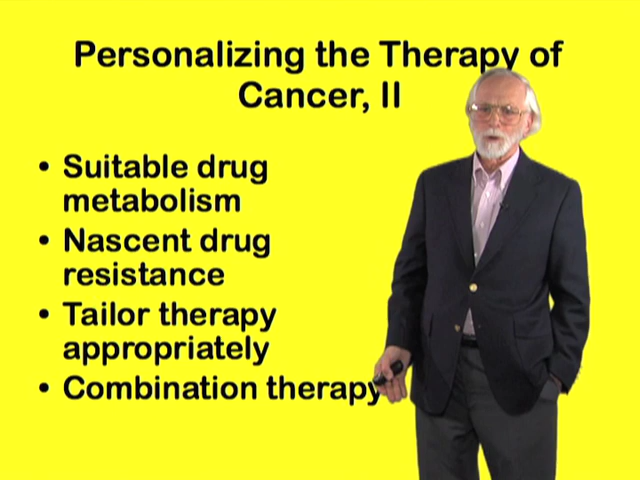 Personalizing the Therapy of
Cancer, II
• Suitable drug
metabolism
• Nascent drug
resistance
• Tailor therapy
appropriately
• Combination therapy